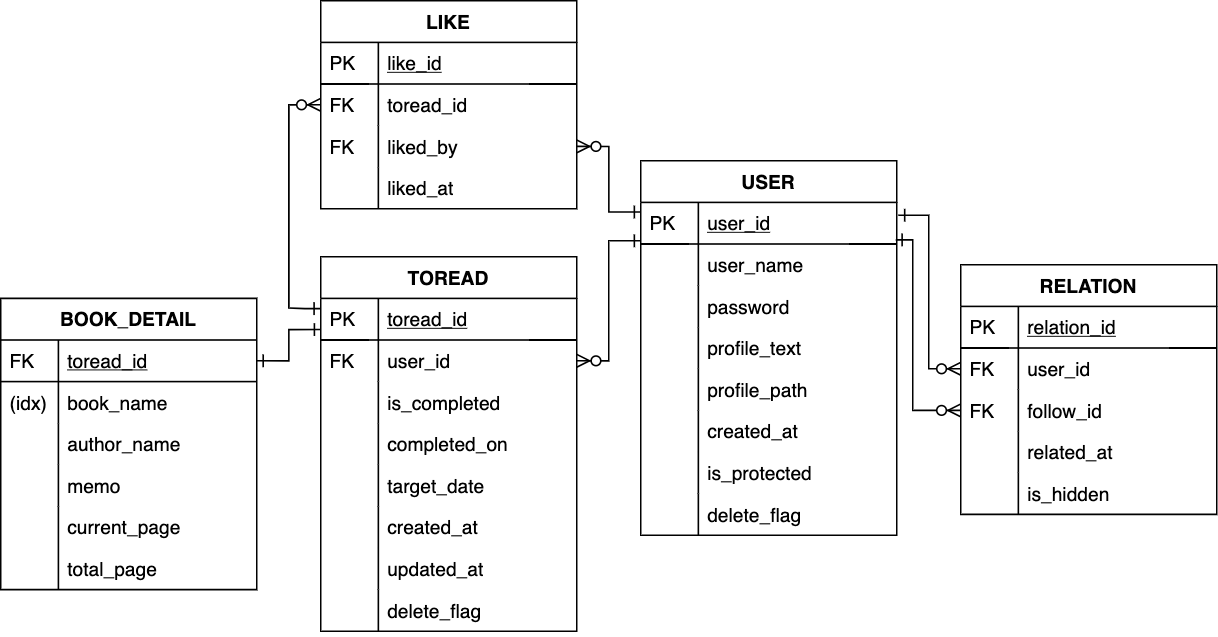 LIKE
PK like_id
FK toread_id
FK liked_by
liked_at
USER
PK user_id
user_name
password
profile_text
profile_path
created_at
is_protected
delete_flag
TOREAD
PK toread_id
FK user_id
is_completed
completed_on
target_date
created_at
updated_at
delete_flag
BOOK_DETAIL
FK toread_id
(idx) book_name
author_name
memo
current_page
total_page
RELATION
PK relation_id
FK user_id
FK follow_id
related_at
is_hidden